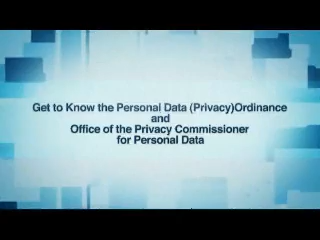 Get to Know the Personal Data (Privacy)Ordinance
and
Office of the Privacy Commissioner
for Personal Data